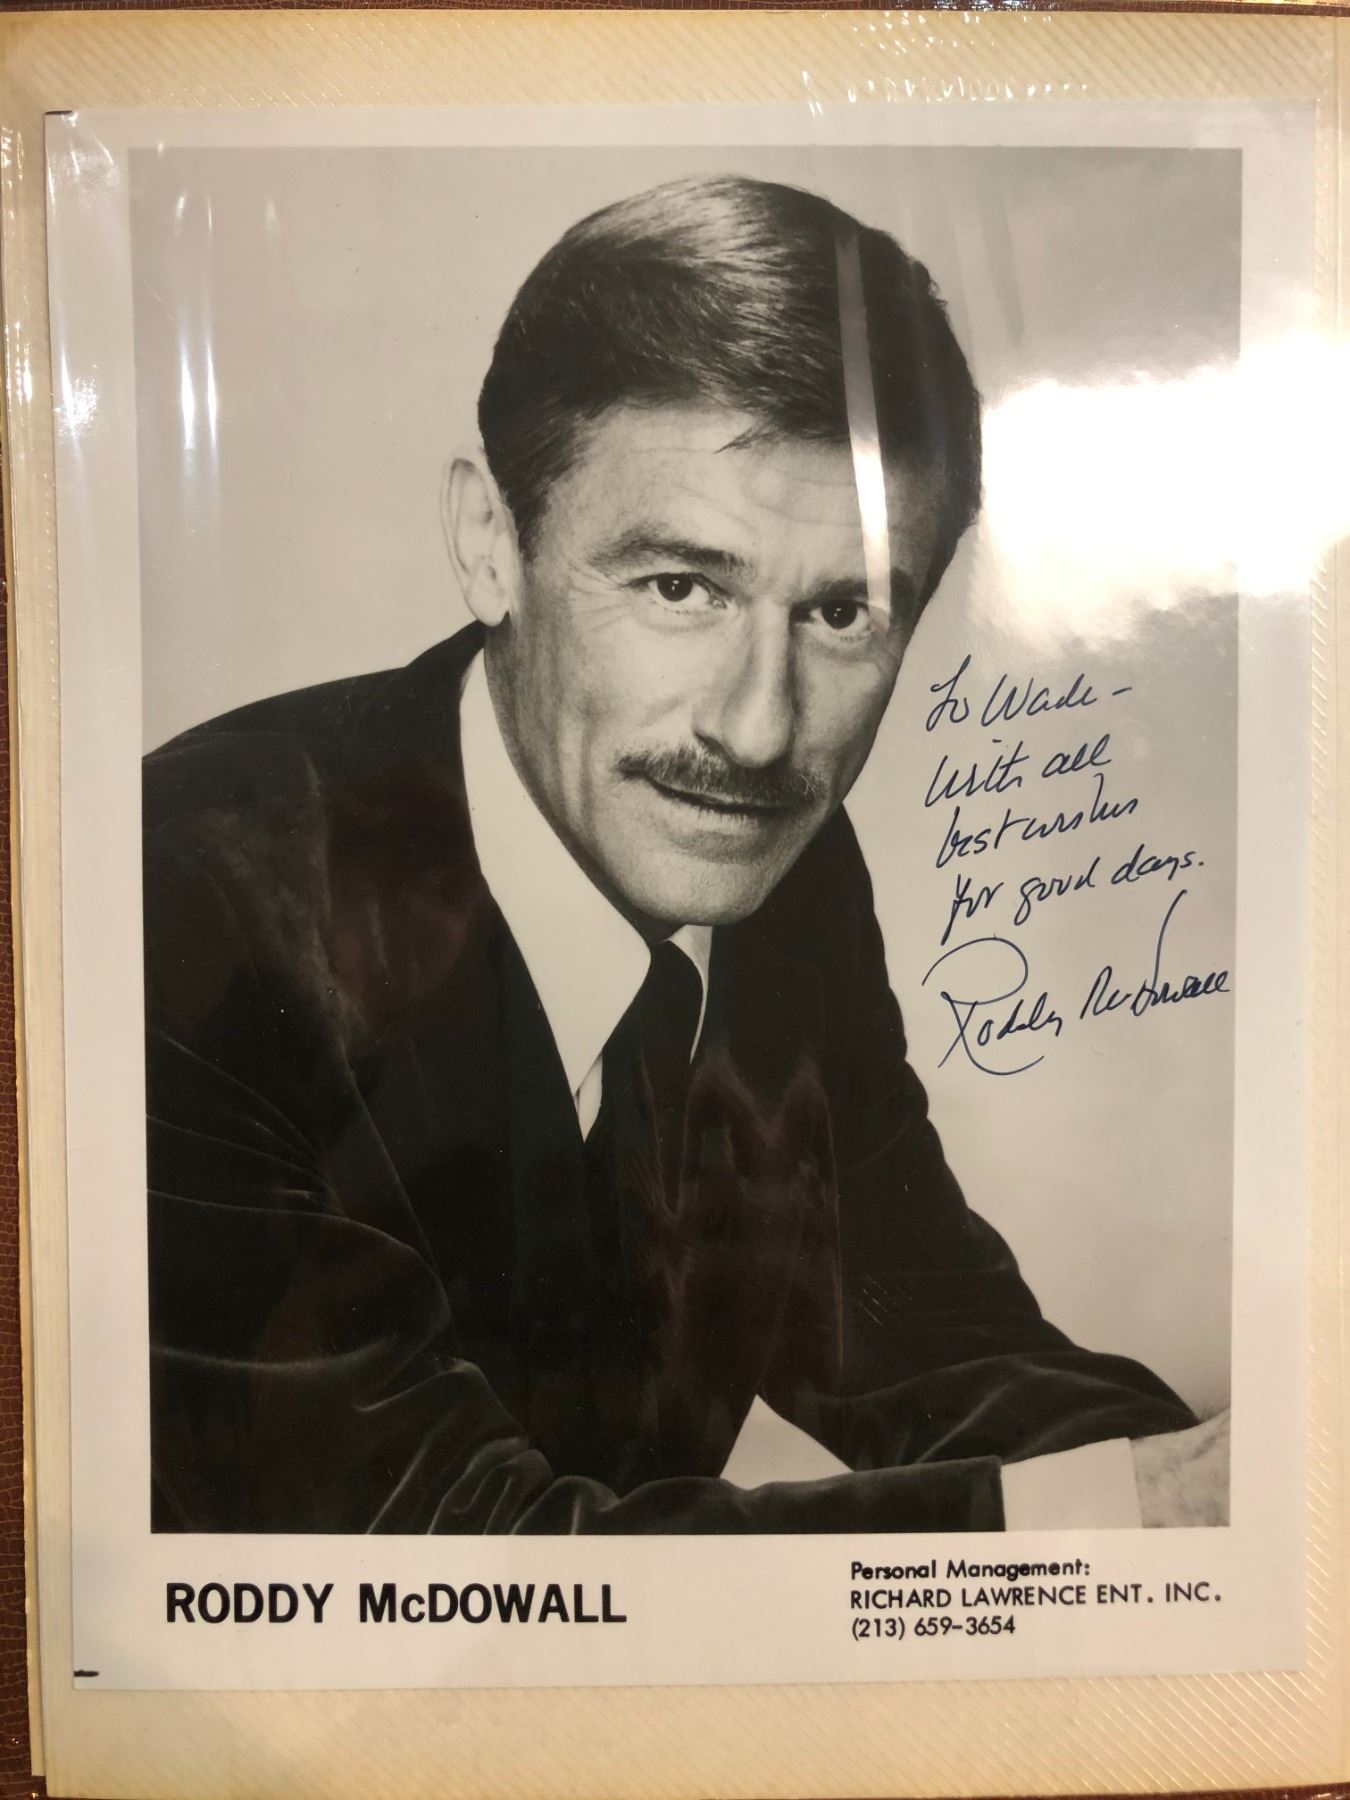 To Wade-
With all
best wishes
for good days.
Roddy McDowall
RODDY McDOWALL
Personal Management:
RICHARD LAWRENCE ENT. INC.
(213) 659-3654